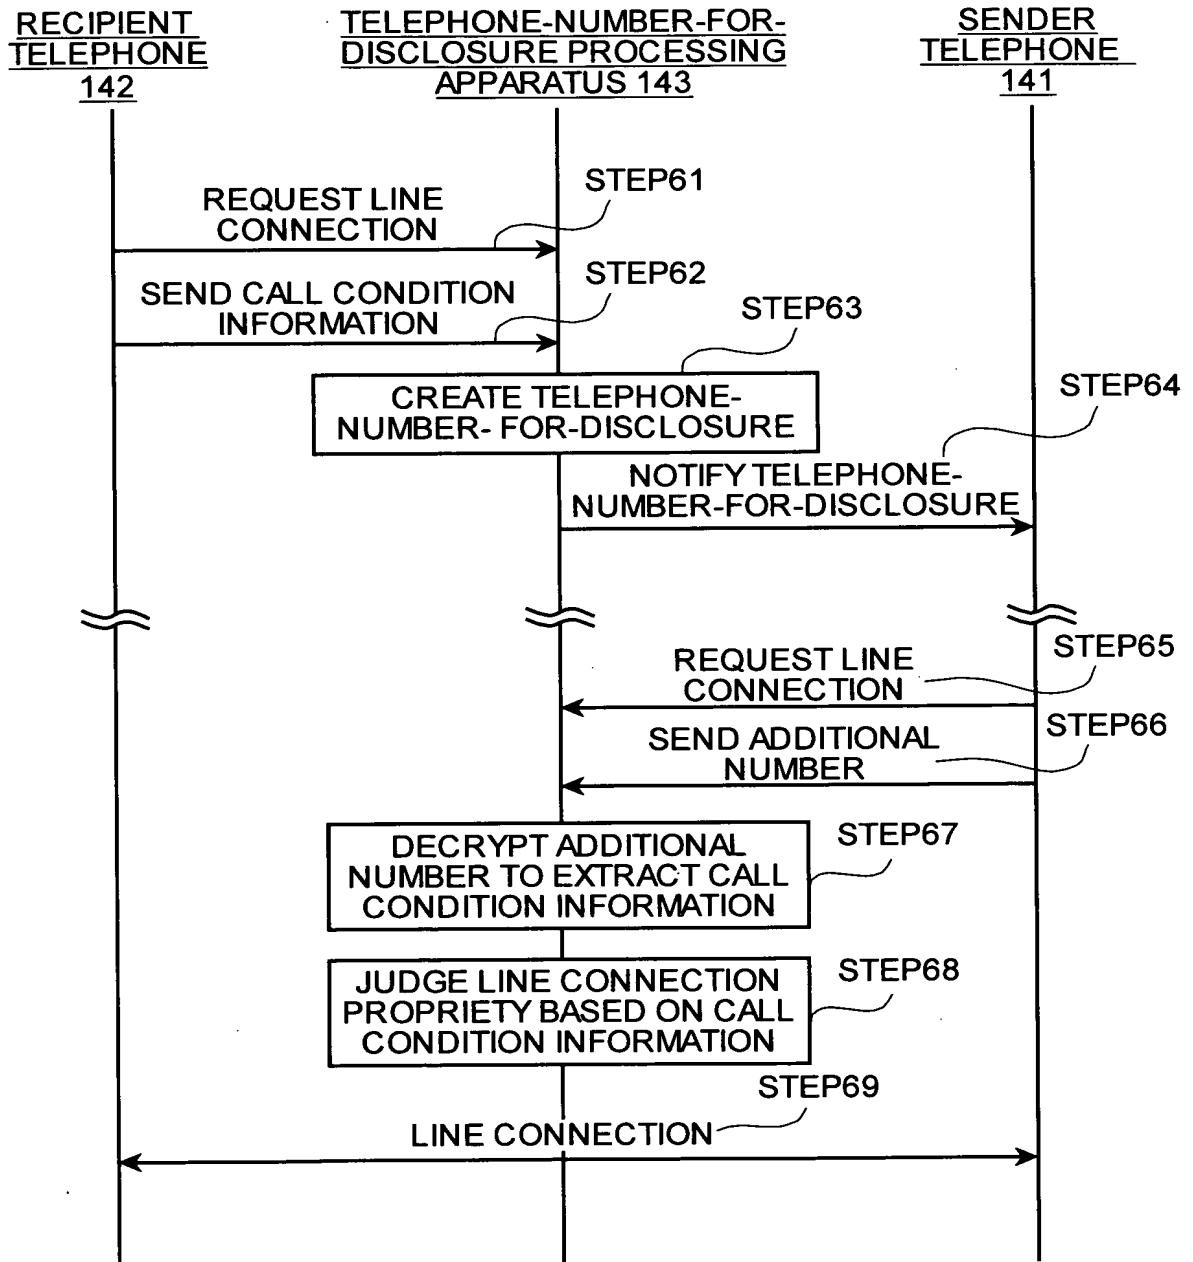 RECIPIENT
TELEPHONE
142
TELEPHONE-NUMBER-FOR-
DISCLOSURE PROCESSING
APPARATUS 143
SENDER
TELEPHONE
141
STEP61
REQUEST LINE
CONNECTION
STEP62
SEND CALL CONDITION
INFORMATION
STEP63
CREATE TELEPHONE-
NUMBER- FOR-DISCLOSURE
STEP64
NOTIFY TELEPHONE-
NUMBER-FOR-DISCLOSURE
STEP65
REQUEST LINE
CONNECTION
STEP66
SEND ADDITIONAL
NUMBER
STEP67
DECRYPT ADDITIONAL
NUMBER TO EXTRACT CALL
CONDITION INFORMATION
STEP68
JUDGE LINE CONNECTION
PROPRIETY BASED ON CALL
CONDITION INFORMATION
STEP69
LINE CONNECTION